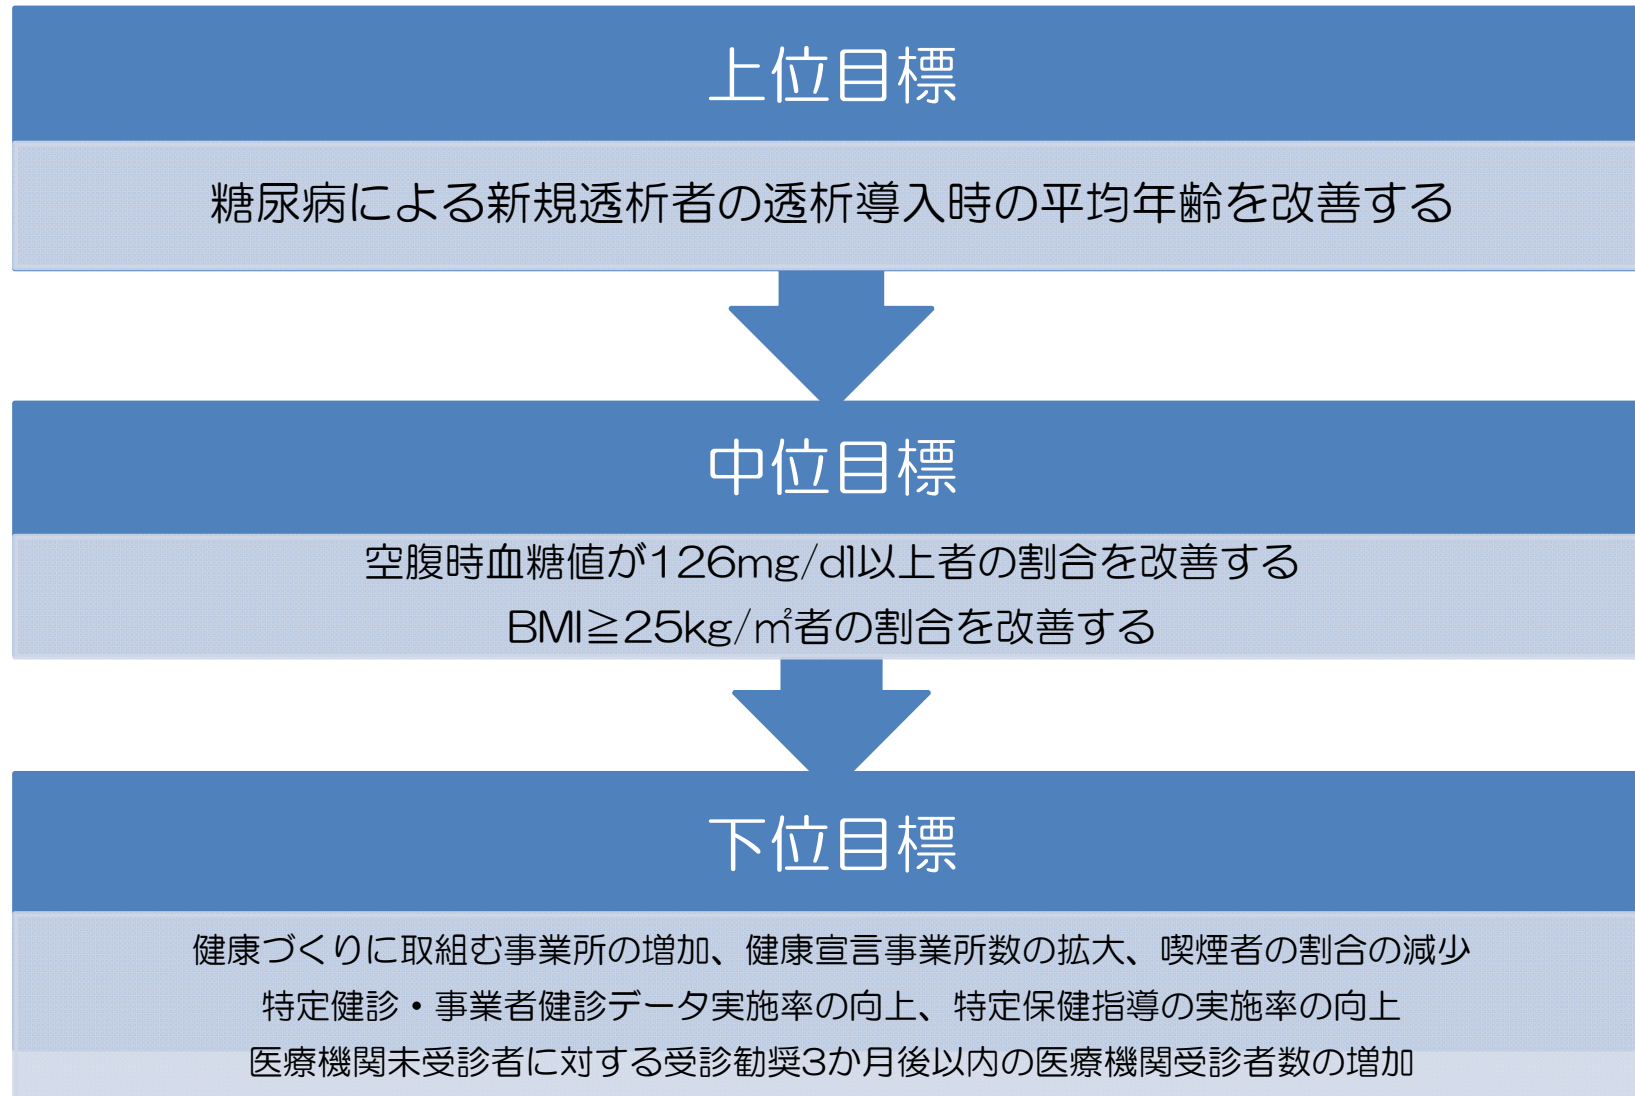 上位目標
糖尿病による新規透析者の透析導入時の平均年齢を改善する
中位目標
空腹時血糖値が126mg/dl以上者の割合を改善する
BMI≧25kg/㎡者の割合を改善する
下位目標
健康づくりに取組む事業所の増加、健康宣言事業所数の拡大、喫煙者の割合の減少
特定健診・事業者健診データ実施率の向上、特定保健指導の実施率の向上
医療機関未受診者に対する受診勧奨3か月後以内の医療機関受診者数の増加